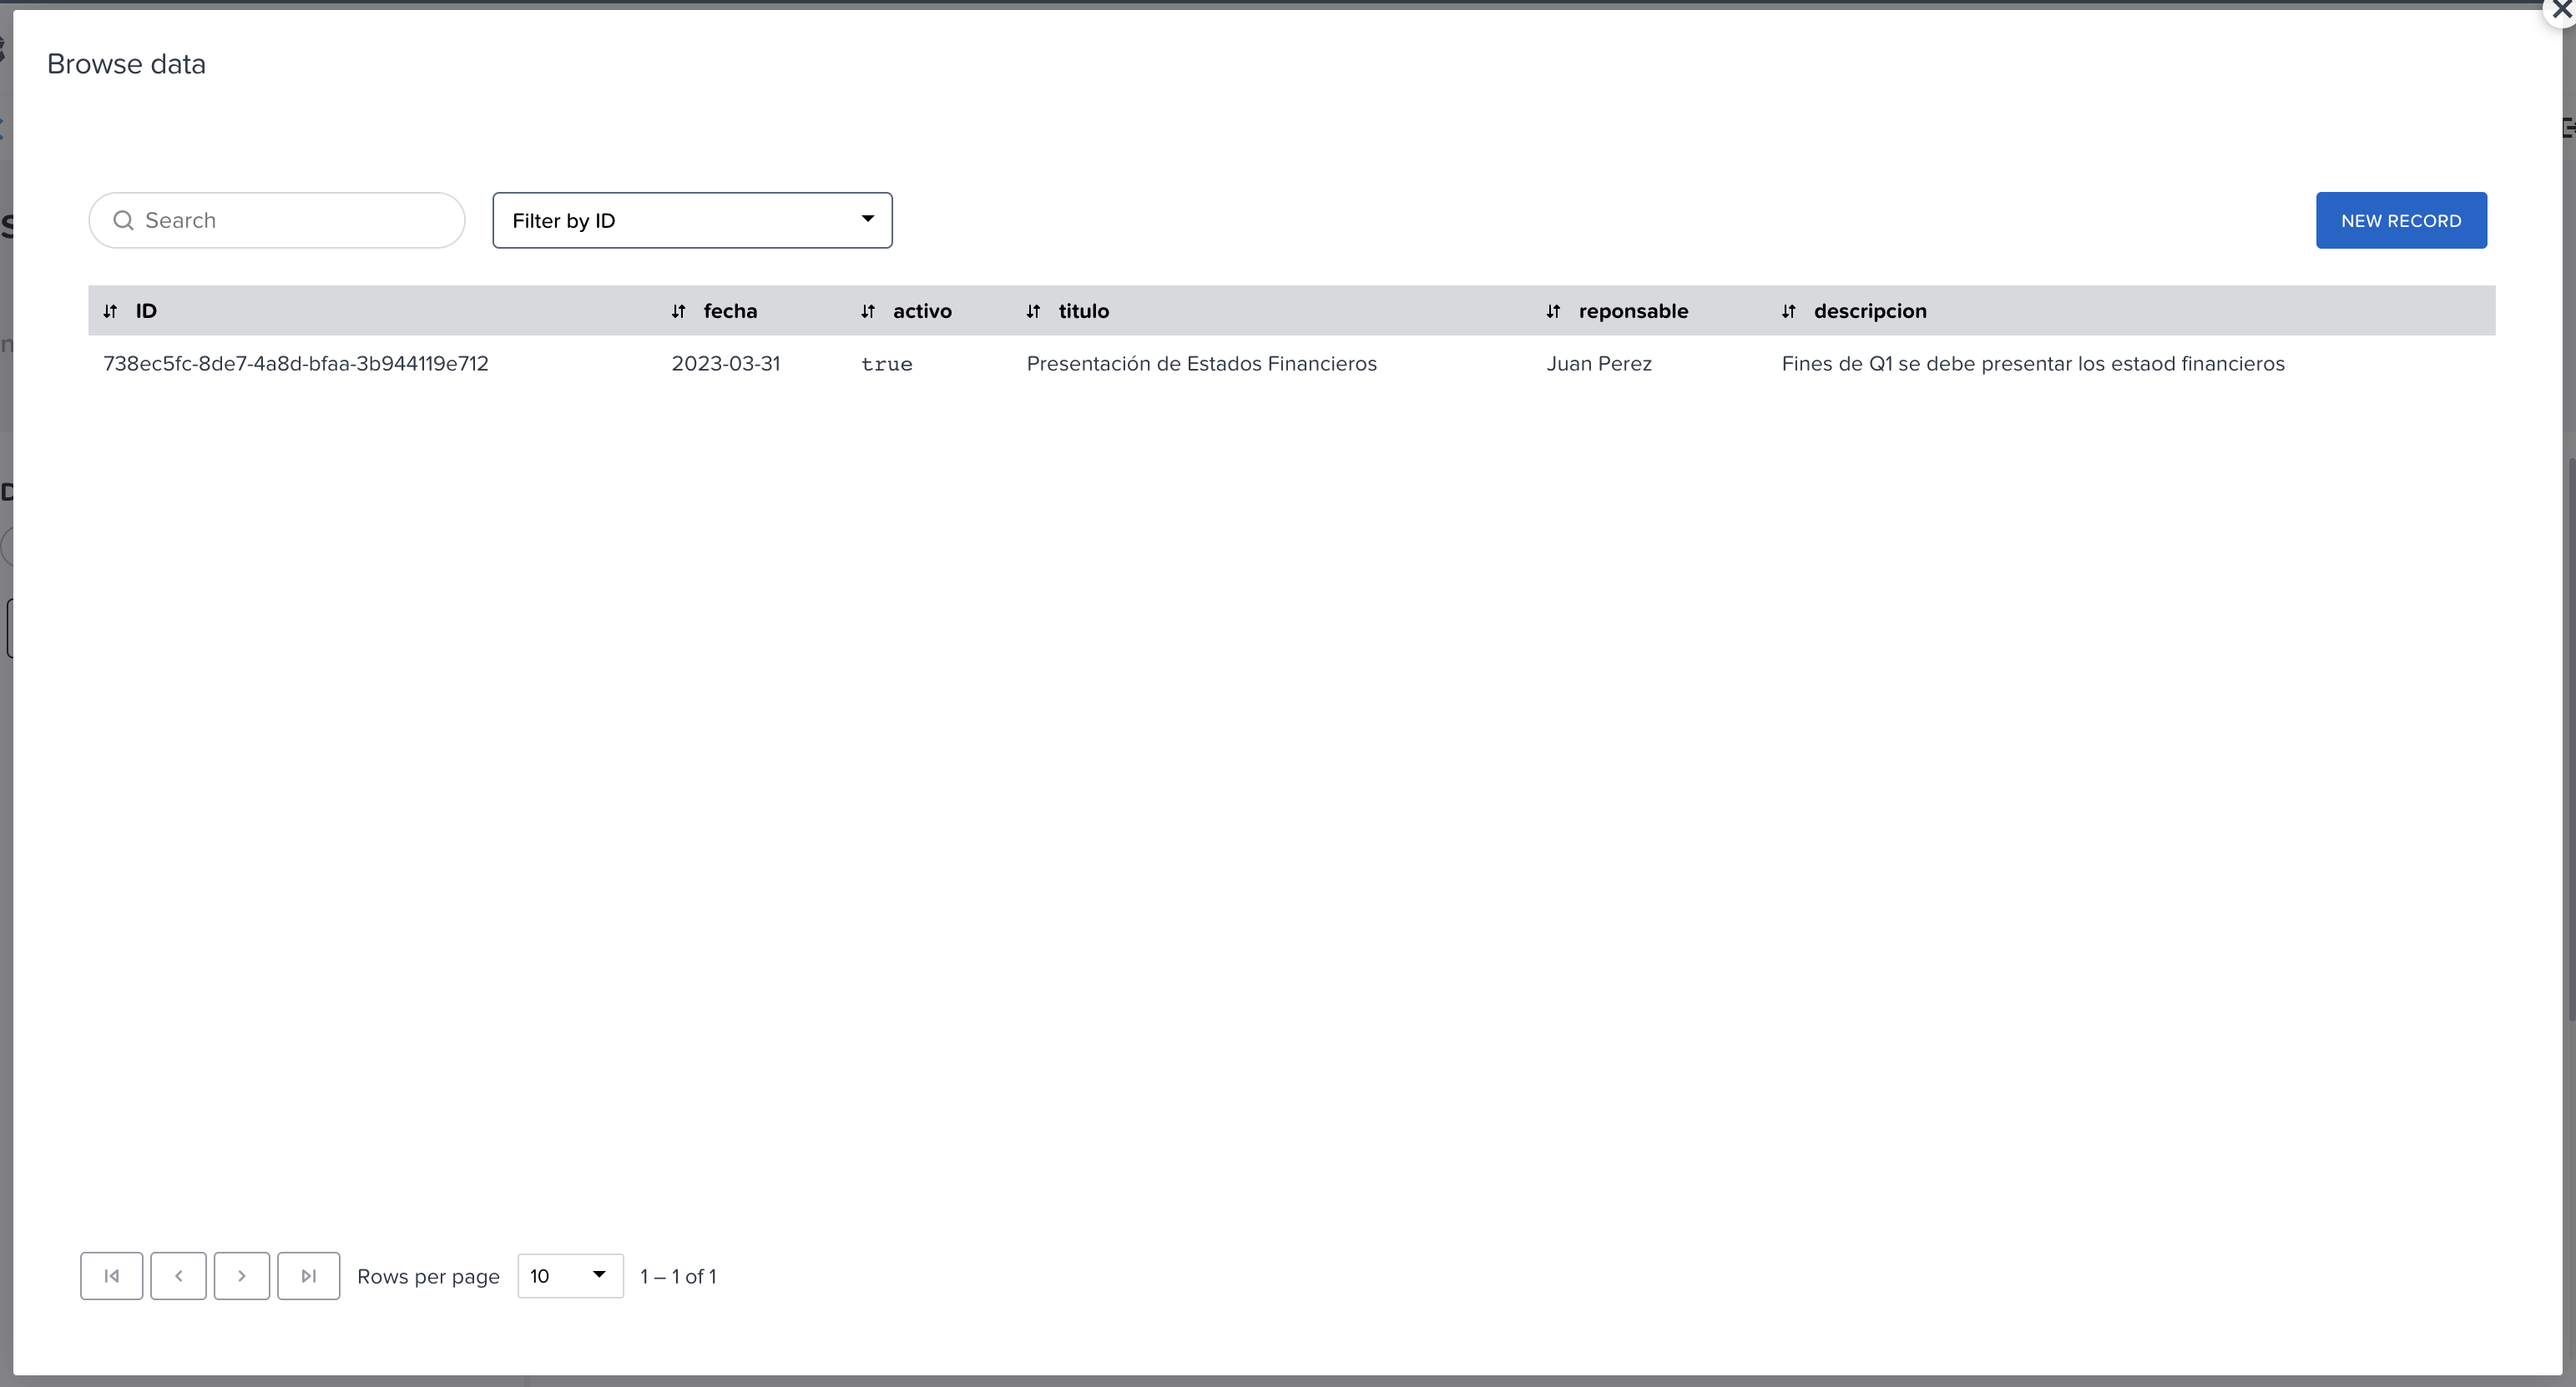 Browse data
Search
Filter by ID
NEW RECORD
ID fecha activo titulo reponsable descripcion
738ec5fc-8de7-4a8d-bfaa-3b944119e712 2023-03-31 true Presentación de Estados Financieros Juan Perez Fines de Q1 se debe presentar los estaod financieros
Rows per page 10 1 – 1 of 1